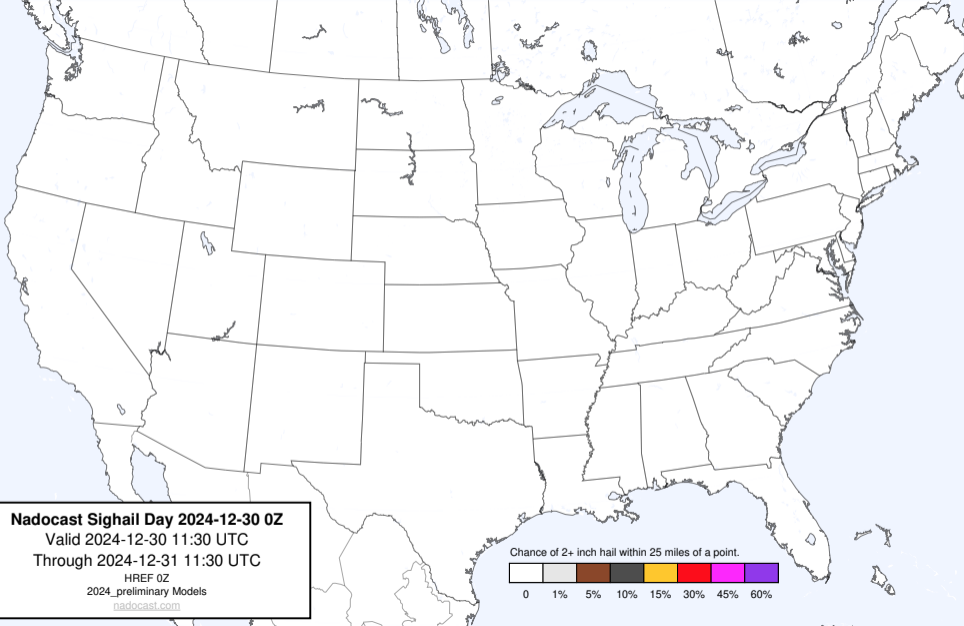 Nadocast Sighail Day 2024-12-30 0Z
Valid 2024-12-30 11:30 UTC
Through 2024-12-31 11:30 UTC
HREF 0Z
2024_preliminary Models
nadocast.com
Chance of 2+ inch hail within 25 miles of a point.
0 1% 5% 10% 15% 30% 45% 60%